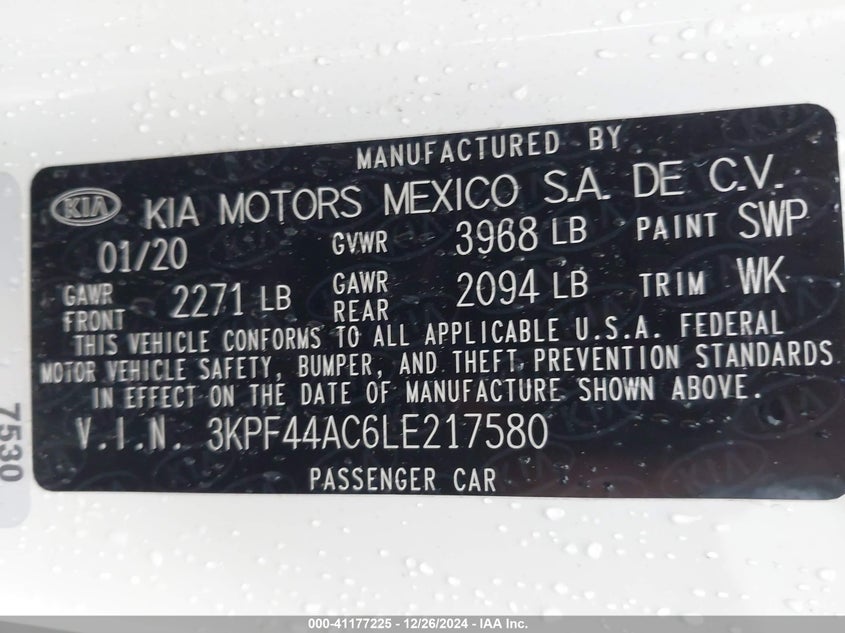 MANUFACTURED BY
KIA KIA MOTORS MEXICO S.A. DE C.V.
01/20 GVWR 3968 LB PAINT SWP
GAWR FRONT 2271 LB GAWR REAR 2094 LB TRIM WK
THIS VEHICLE CONFORMS TO ALL APPLICABLE U.S.A. FEDERAL
MOTOR VEHICLE SAFETY, BUMPER, AND THEFT PREVENTION STANDARDS
IN EFFECT ON THE DATE OF MANUFACTURE SHOWN ABOVE.
V.I.N. 3KPF44AC6LE217580
PASSENGER CAR
7530
000-41177225 - 12/26/2024 - IAA Inc.